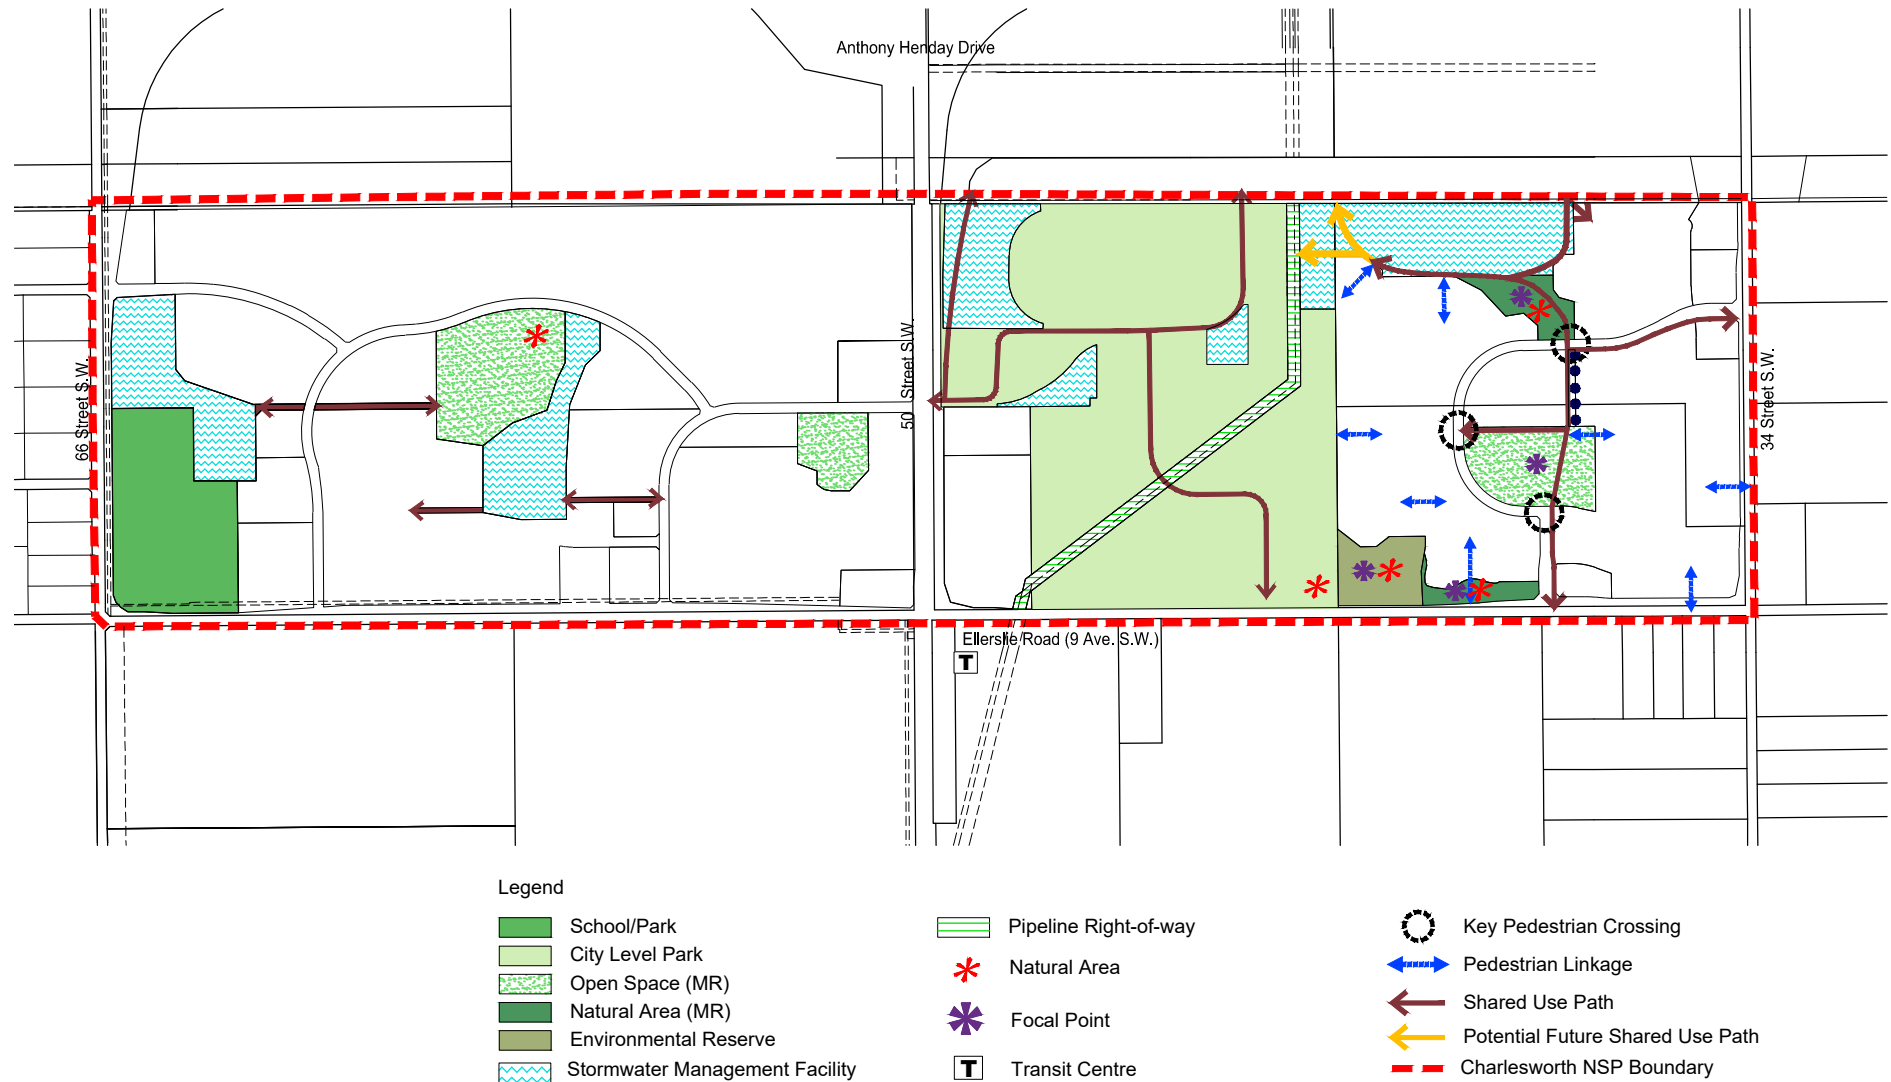 Anthony Henday Drive
66 Street S.W.
50 Street S.W.
34 Street S.W.
Ellerslie Road (9 Ave. S.W.)
T
Legend
School/Park
City Level Park
Open Space (MR)
Natural Area (MR)
Environmental Reserve
Stormwater Management Facility
Pipeline Right-of-way
Natural Area
Focal Point
T Transit Centre
Key Pedestrian Crossing
Pedestrian Linkage
Shared Use Path
Potential Future Shared Use Path
Charlesworth NSP Boundary